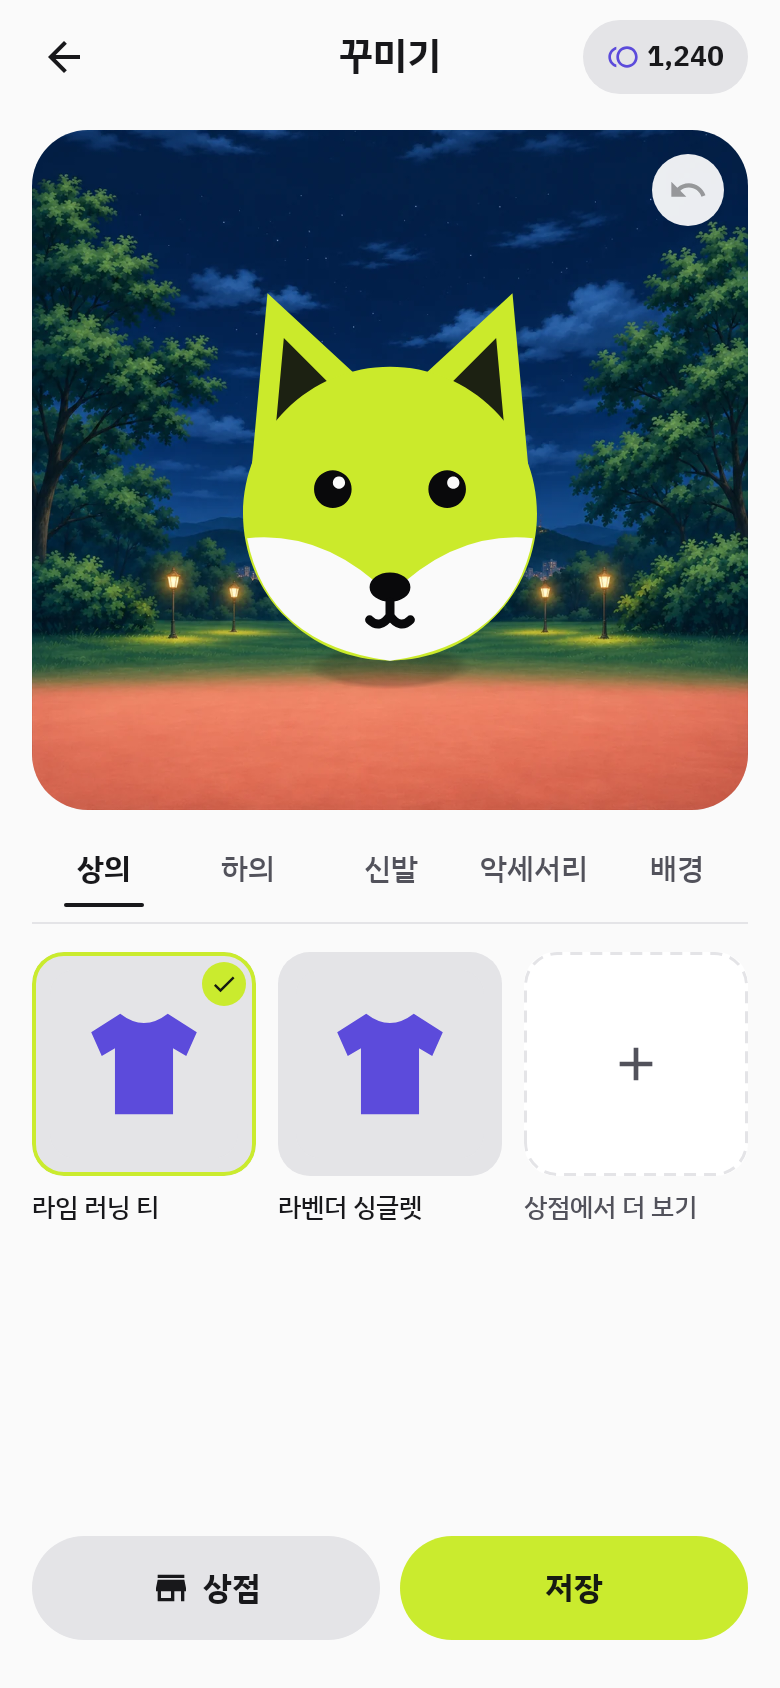 꾸미기
1,240
상의
하의
신발
악세서리
배경
라임 러닝 티
라벤더 싱글렛
상점에서 더 보기
상점
저장